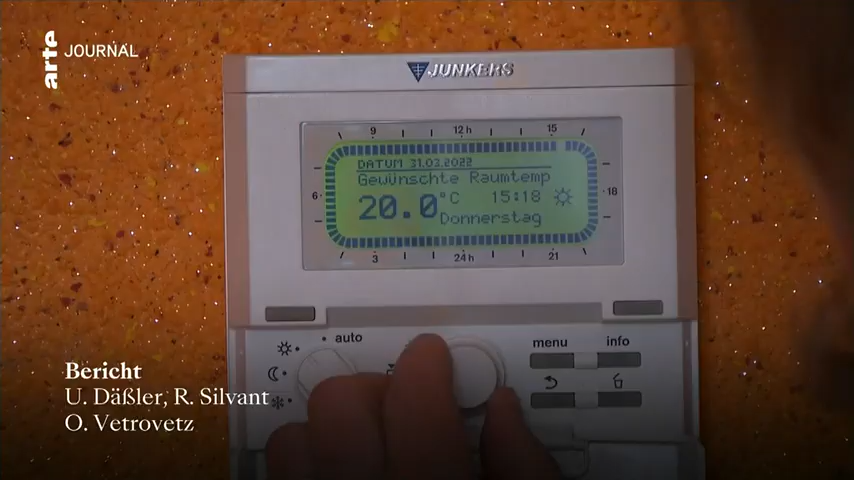 arte JOURNAL
JUNKERS
9 12h 15
DATUM 31.03.2022
Gewünschte Raumtemp
6 20.0°C 15:18 18
Donnerstag
3 24h 21
auto
menu info
Bericht
U. Däßler, R. Silvant
O. Vetrovetz